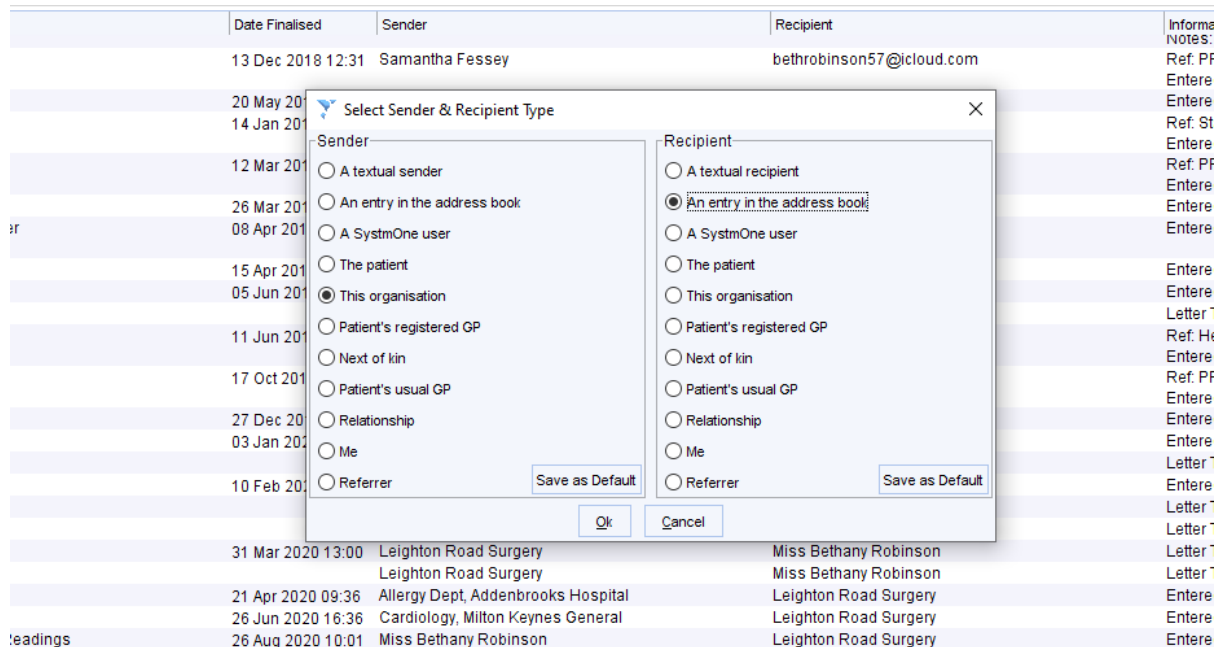 Date Finalised Sender Recipient Informa
Notes:
13 Dec 2018 12:31 Samantha Fessey bethrobinson57@icloud.com Ref: PF
Entere
20 May 201 Entere
14 Jan 201 Ref: St
Entere
12 Mar 201 Ref: PF
Entere
26 Mar 201 Entere
er 08 Apr 201 Entere
15 Apr 201 Entere
05 Jun 201 Entere
Letter T
11 Jun 201 Ref: He
Entere
17 Oct 201 Ref: PF
Entere
27 Dec 20 Entere
03 Jan 202 Entere
Letter T
10 Feb 202 Entere
Letter T
Letter T
Select Sender & Recipient Type
Sender
A textual sender
An entry in the address book
A SystmOne user
The patient
This organisation
Patient's registered GP
Next of kin
Patient's usual GP
Relationship
Me
Referrer
Save as Default
Recipient
A textual recipient
An entry in the address book
A SystmOne user
The patient
This organisation
Patient's registered GP
Next of kin
Patient's usual GP
Relationship
Me
Referrer
Save as Default
Ok Cancel
31 Mar 2020 13:00 Leighton Road Surgery Miss Bethany Robinson Letter T
Leighton Road Surgery Miss Bethany Robinson Letter T
21 Apr 2020 09:36 Allergy Dept, Addenbrooks Hospital Leighton Road Surgery Entere
26 Jun 2020 16:36 Cardiology, Milton Keynes General Leighton Road Surgery Entere
Readings 26 Aug 2020 10:01 Miss Bethany Robinson Leighton Road Surgery Entere